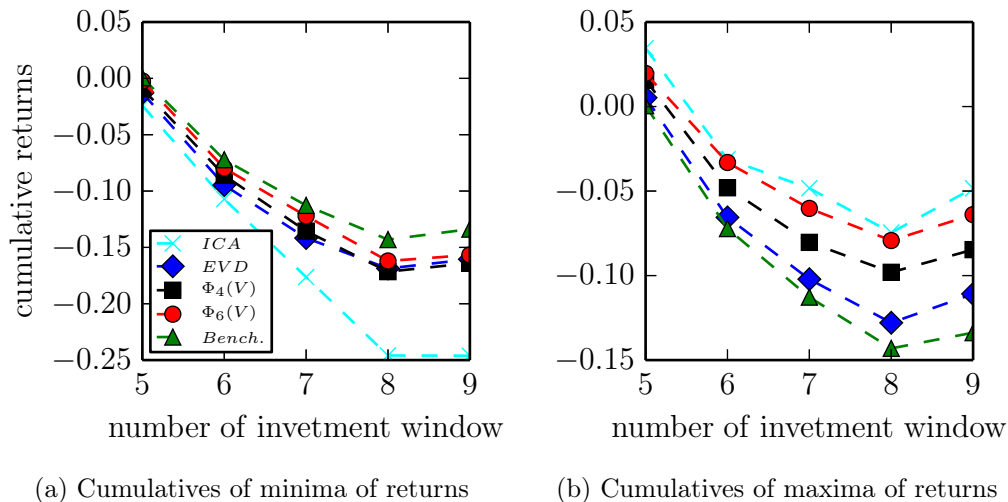 0.05
0.00
−0.05
−0.10
−0.15
−0.20
−0.25
cumulative returns
ICA
EVD
Φ₄(V)
Φ₆(V)
Bench.
5 6 7 8 9
number of invetment window
(a) Cumulatives of minima of returns
0.05
0.00
−0.05
−0.10
−0.15
5 6 7 8 9
number of invetment window
(b) Cumulatives of maxima of returns